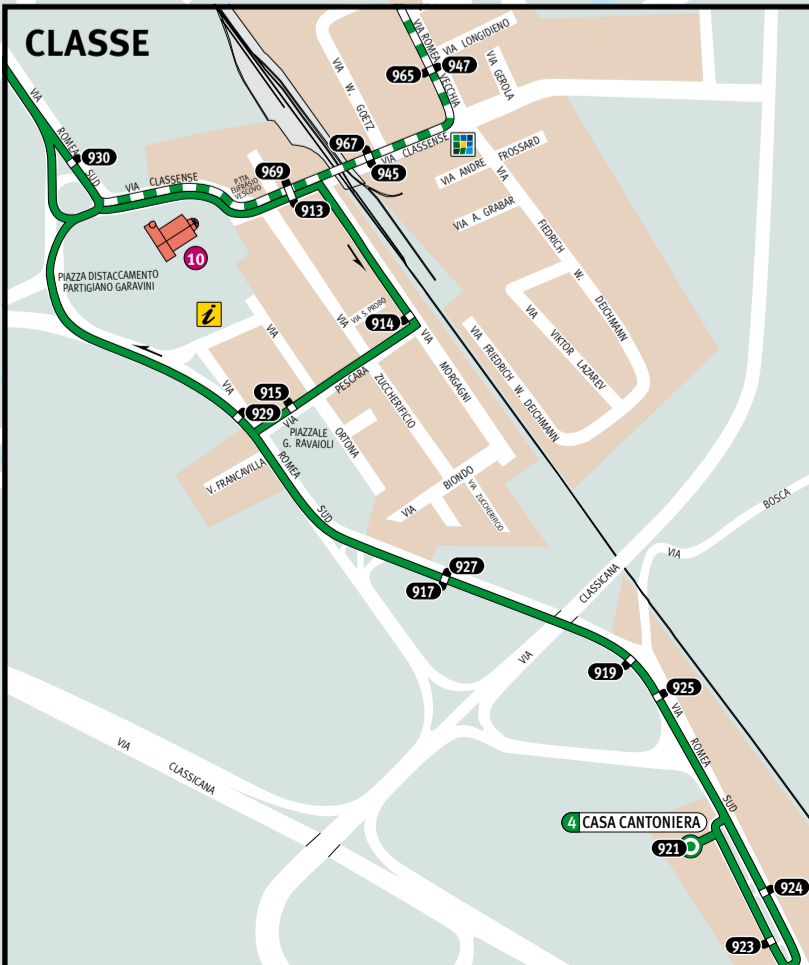 CLASSE
VIA ROMEA VECCHIA
VIA LONGIDIENO
VIA GEROLA
965
947
VIA W. GOETZ
VIA ROMEA SUD
930
967
VIA CLASSENSE
945
VIA ANDRE FROSSARD
969
P.TTA
EUFRASIO
VESCOVO
VIA CLASSENSE
913
VIA A. GRABAR
VIA FIEDRICH W. DEICHMANN
10
PIAZZA DISTACCAMENTO
PARTIGIANO GARAVINI
i
VIA S. PROBO
914
VIA VIKTOR LAZAREV
VIA FRIEDRICH W. DEICHMANN
VIA MORGAGNI
VIA ZUCCHERIFICIO
VIA PESCARA
915
929
VIA ORTONA
PIAZZALE
G. RAVAIOLI
V. FRANCAVILLA
VIA ROMEA SUD
VIA BIONDO
VIA ZUCCHERIFICIO
VIA BOSCA
927
917
VIA CLASSICANA
919
925
VIA ROMEA SUD
VIA CLASSICANA
4 CASA CANTONIERA
921
924
923